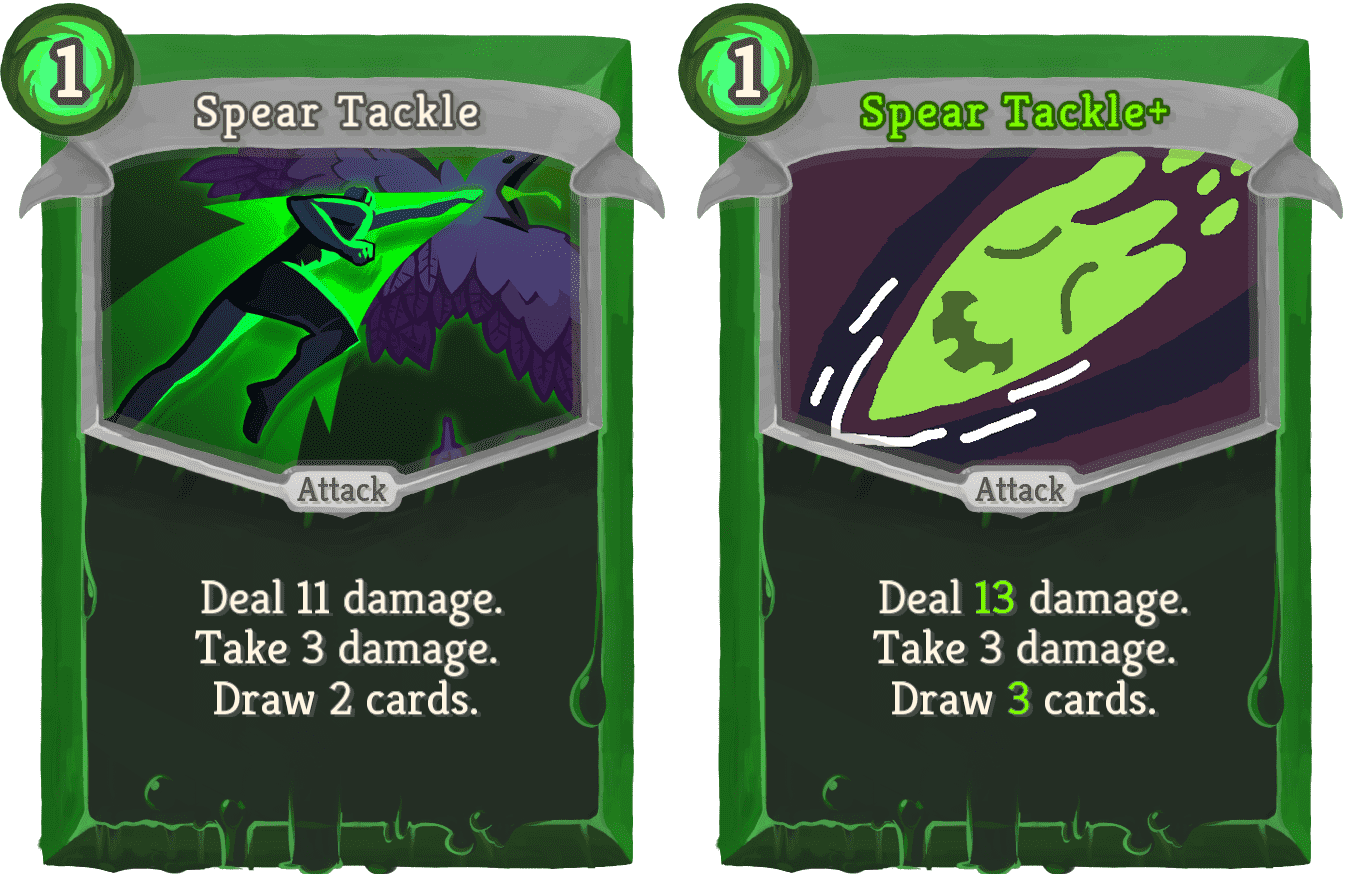 1
Spear Tackle
Attack
Deal 11 damage.
Take 3 damage.
Draw 2 cards.
1
Spear Tackle+
Attack
Deal 13 damage.
Take 3 damage.
Draw 3 cards.